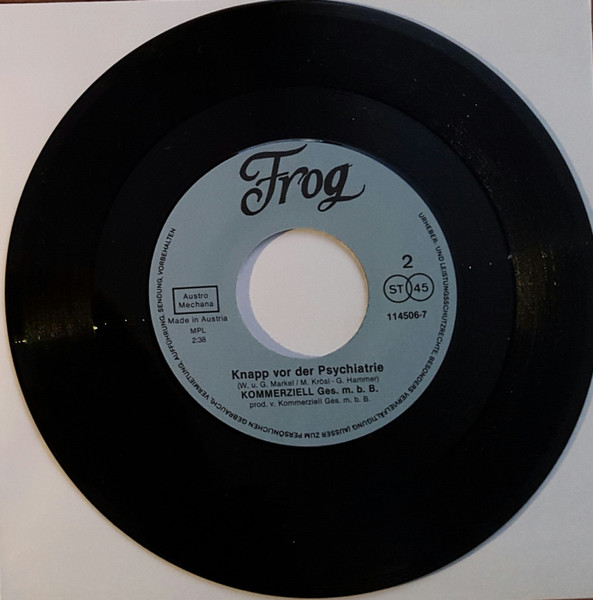 Frog
2
ST 45
114506-7
Austro
Mechana
Made in Austria
MPL
2:38
Knapp vor der Psychiatrie
(W. u. G. Markel / M. Krösl - G. Hammer)
KOMMERZIELL Ges. m. b. B.
prod. v. Kommerziell Ges. m. b. B.
URHEBER- UND LEISTUNGSSCHUTZRECHTE, BESONDERS VERVIELFÄLTIGUNG (AUSSER ZUM PERSÖNLICHEN GEBRAUCH), VERMIETUNG, AUFFÜHRUNG, SENDUNG, VORBEHALTEN